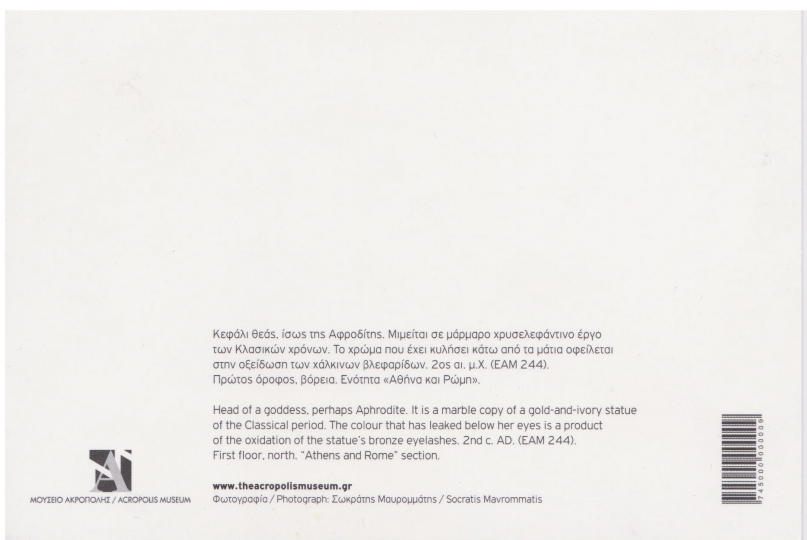 Κεφάλι θεάς, ίσως της Αφροδίτης. Μιμείται σε μάρμαρο χρυσελεφάντινο έργο
των Κλασικών χρόνων. Το χρώμα που έχει κυλήσει κάτω από τα μάτια οφείλεται
στην οξείδωση των χάλκινων βλεφαρίδων. 2ος αι. μ.Χ. (ΕΑΜ 244).
Πρώτος όροφος, βόρεια. Ενότητα «Αθήνα και Ρώμη».
Head of a goddess, perhaps Aphrodite. It is a marble copy of a gold-and-ivory statue
of the Classical period. The colour that has leaked below her eyes is a product
of the oxidation of the statue's bronze eyelashes. 2nd c. AD. (EAM 244).
First floor, north. "Athens and Rome" section.
www.theacropolismuseum.gr
Φωτογραφία / Photograph: Σωκράτης Μαυρομμάτης / Socratis Mavrommatis
ΜΟΥΣΕΙΟ ΑΚΡΟΠΟΛΗΣ / ACROPOLIS MUSEUM